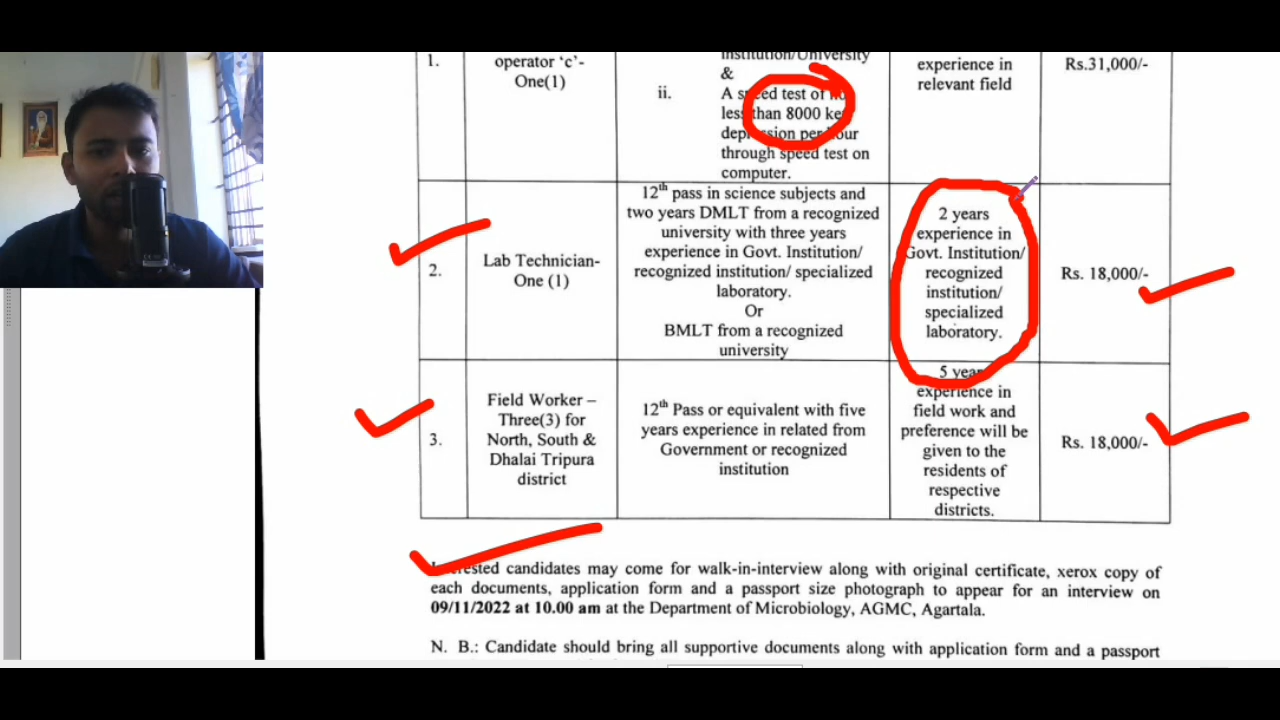 institution/University
1.
operator ‘c’-
One(1)
&
ii.
A speed test of not
less than 8000 key
depression per hour
through speed test on
computer.
experience in
relevant field
Rs.31,000/-
2.
Lab Technician-
One (1)
12th pass in science subjects and
two years DMLT from a recognized
university with three years
experience in Govt. Institution/
recognized institution/ specialized
laboratory.
Or
BMLT from a recognized
university
2 years
experience in
Govt. Institution/
recognized
institution/
specialized
laboratory.
Rs. 18,000/-
3.
Field Worker –
Three(3) for
North, South &
Dhalai Tripura
district
12th Pass or equivalent with five
years experience in related from
Government or recognized
institution
5 years
experience in
field work and
preference will be
given to the
residents of
respective
districts.
Rs. 18,000/-
Interested candidates may come for walk-in-interview along with original certificate, xerox copy of
each documents, application form and a passport size photograph to appear for an interview on
09/11/2022 at 10.00 am at the Department of Microbiology, AGMC, Agartala.
N. B.: Candidate should bring all supportive documents along with application form and a passport